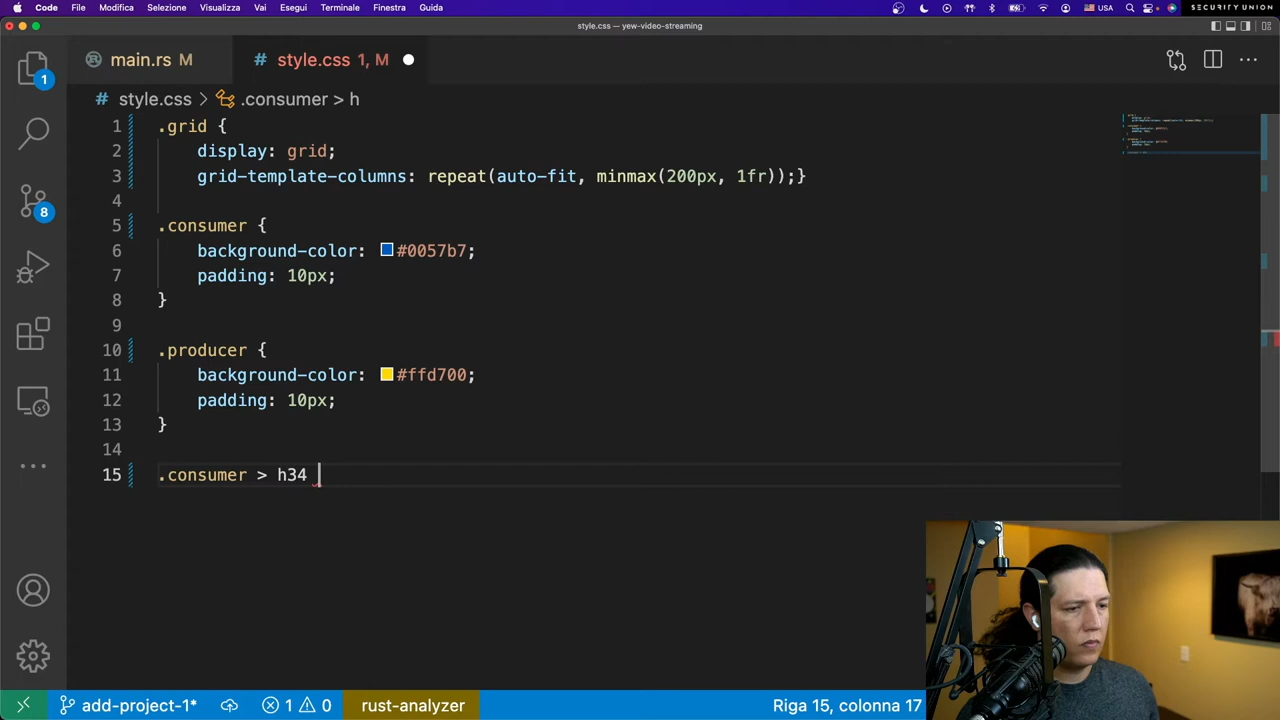 Code File Modifica Selezione Visualizza Vai Esegui Terminale Finestra Guida USA SECURITY UNION
style.css — yew-video-streaming
main.rs M
# style.css 1, M
# style.css > .consumer > h
1 .grid {
2 display: grid;
3 grid-template-columns: repeat(auto-fit, minmax(200px, 1fr));}
4
5 .consumer {
6 background-color: #0057b7;
7 padding: 10px;
8 }
9
10 .producer {
11 background-color: #ffd700;
12 padding: 10px;
13 }
14
15 .consumer > h34
1
8
add-project-1* 1 0 rust-analyzer Riga 15, colonna 17